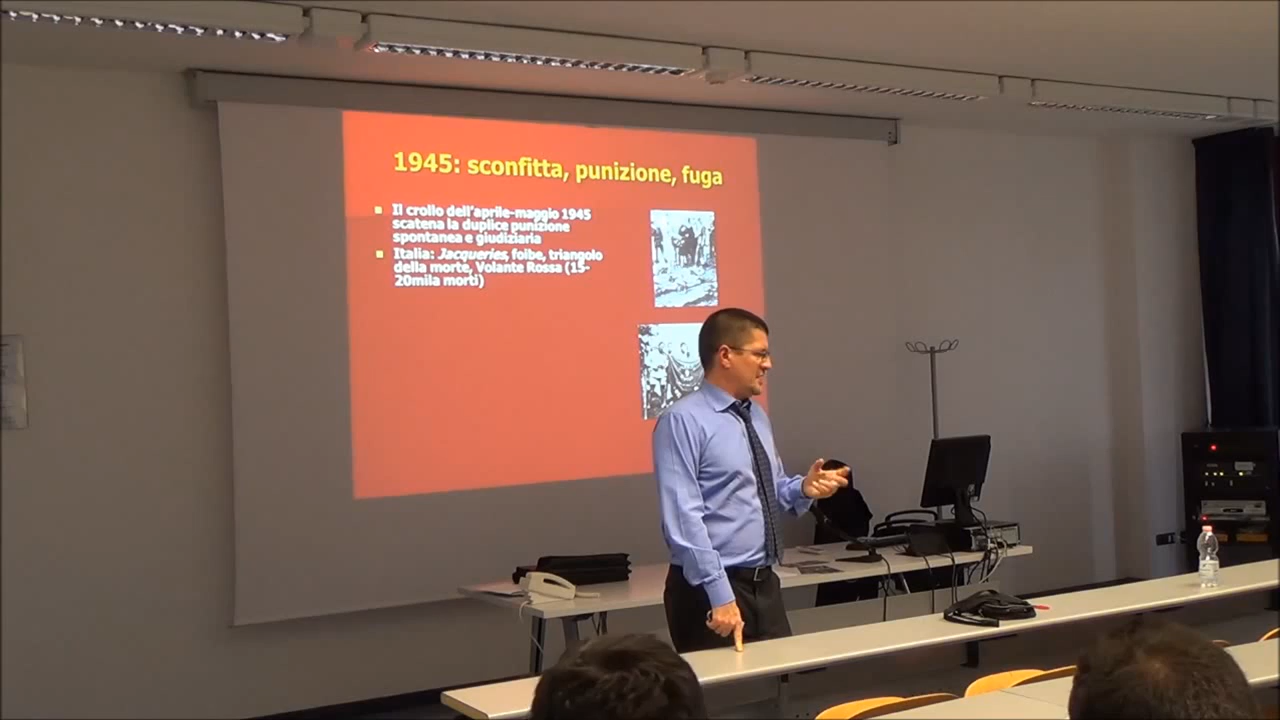 1945: sconfitta, punizione, fuga
Il crollo dell'aprile-maggio 1945
scatena la duplice punizione
spontanea e giudiziaria
Italia: Jacqueries, foibe, triangolo
della morte, Volante Rossa (15-
20mila morti)